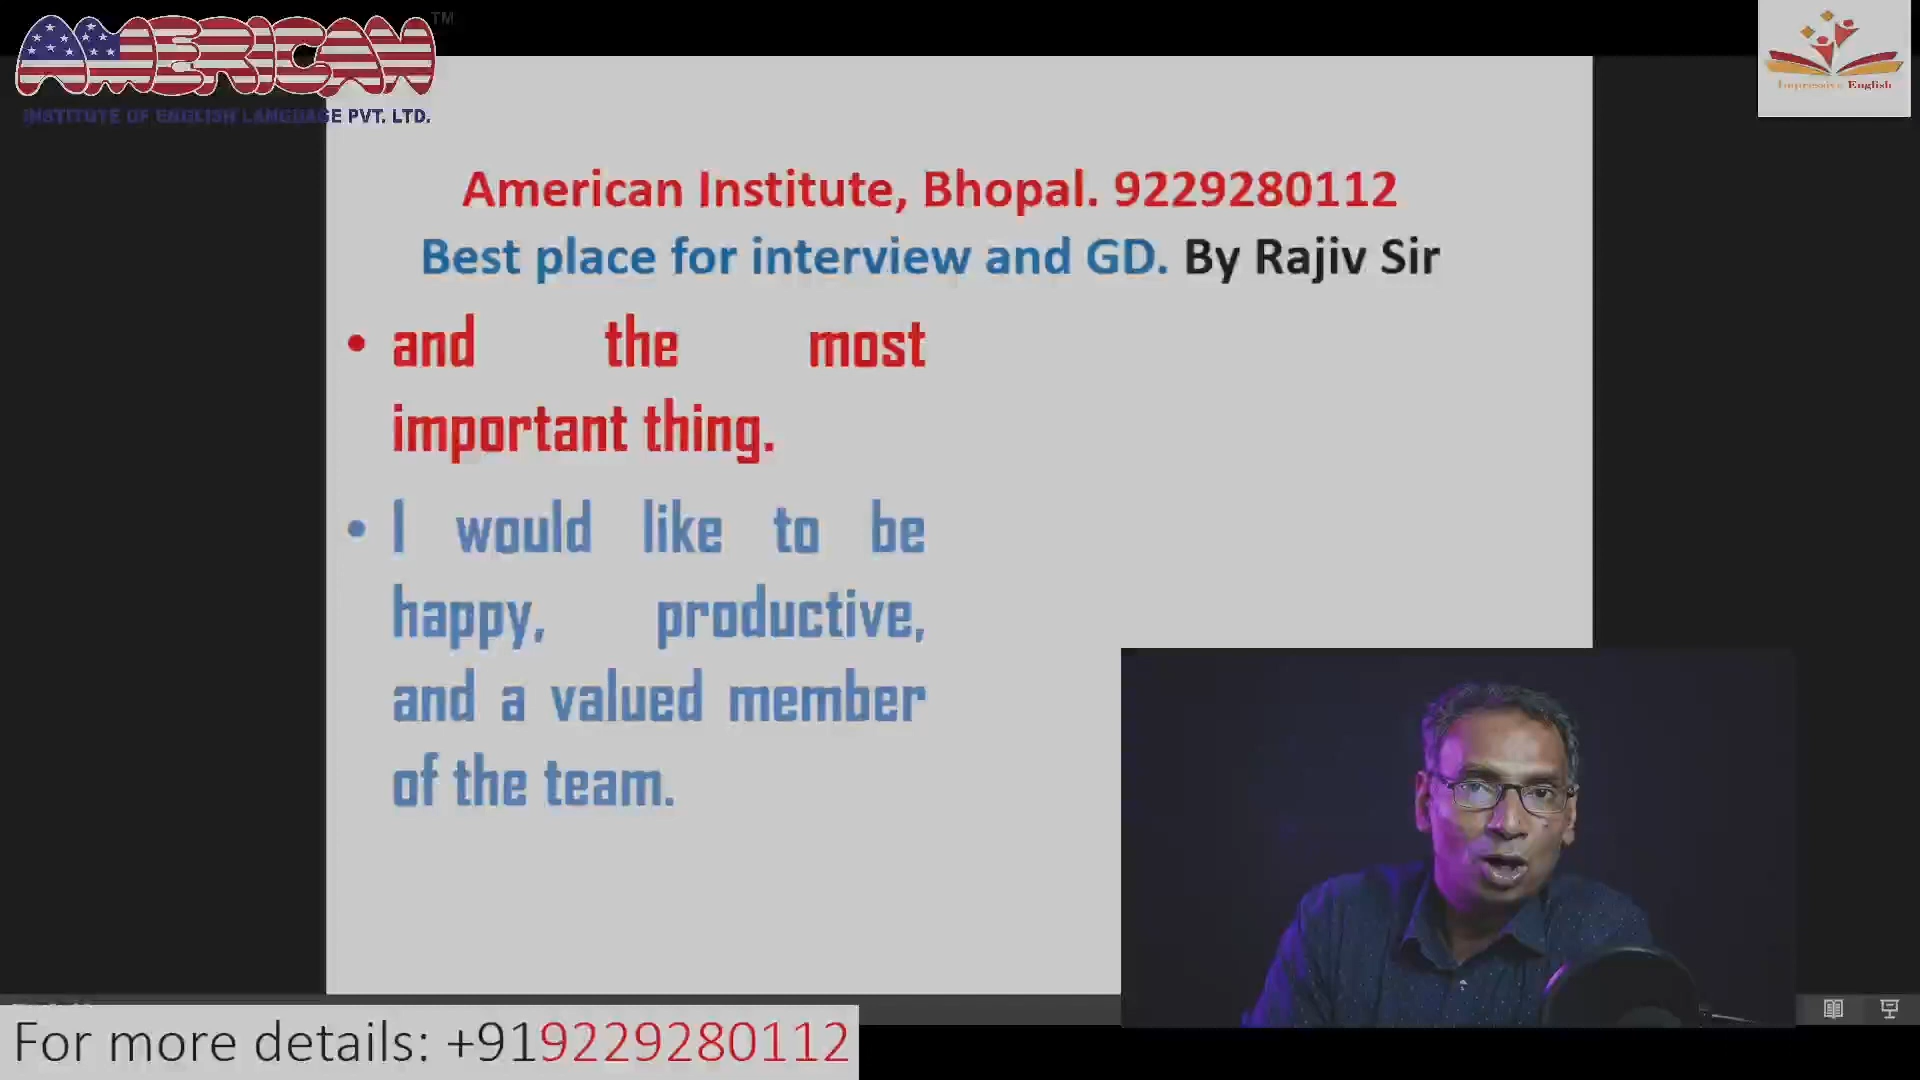 AMERICAN TM
INSTITUTE OF ENGLISH LANGUAGE PVT. LTD.
Impressive English
American Institute, Bhopal. 9229280112
Best place for interview and GD. By Rajiv Sir
• and the most
important thing.
• I would like to be
happy, productive,
and a valued member
of the team.
For more details: +919229280112